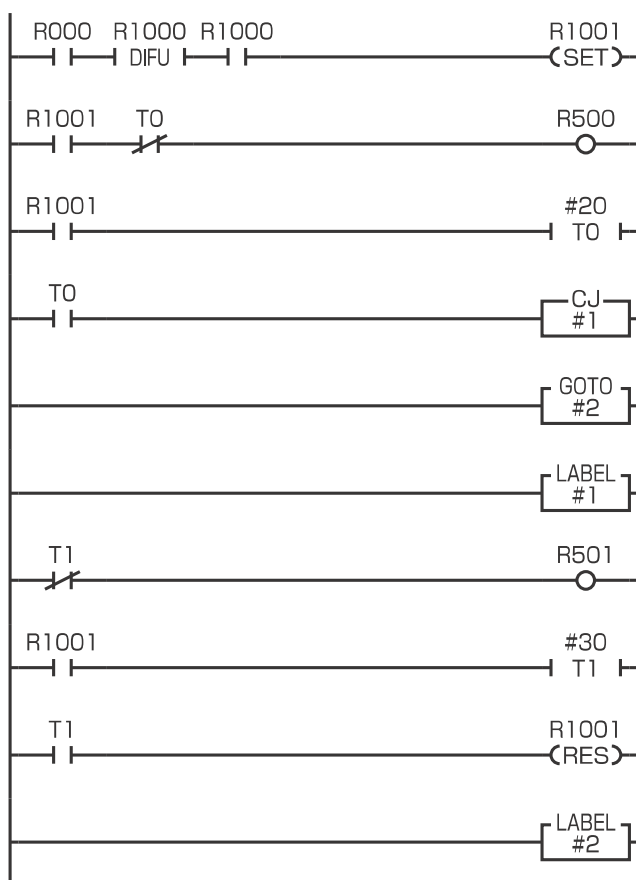 R000 R1000 R1000 R1001
DIFU SET
R1001 T0 R500
R1001 #20
T0
T0 CJ
#1
GOTO
#2
LABEL
#1
T1 R501
R1001 #30
T1
T1 R1001
RES
LABEL
#2